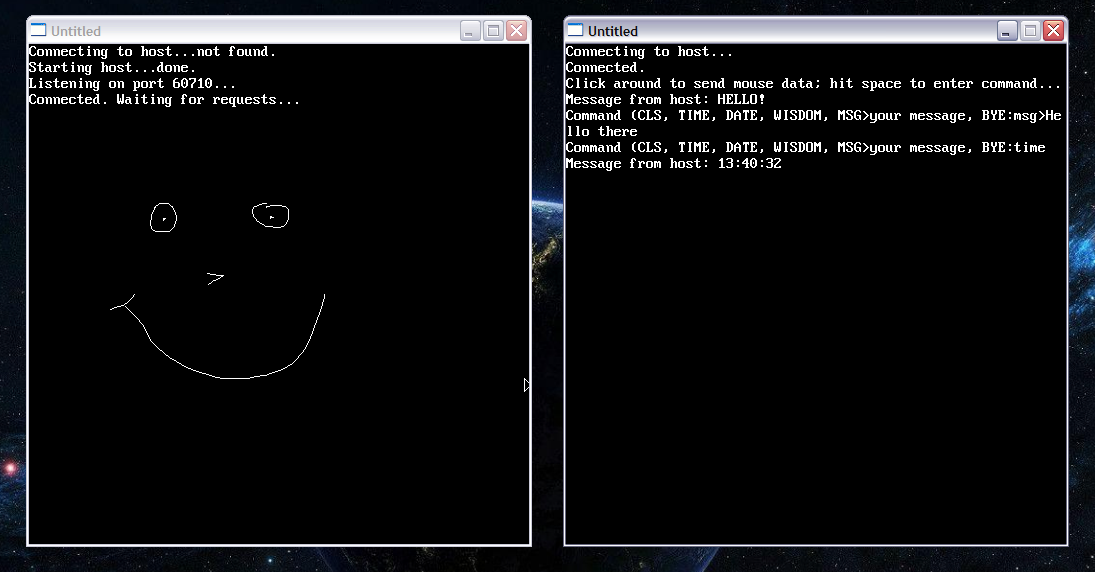 Untitled
Connecting to host...not found.
Starting host...done.
Listening on port 60710...
Connected. Waiting for requests...
Untitled
Connecting to host...
Connected.
Click around to send mouse data; hit space to enter command...
Message from host: HELLO!
Command (CLS, TIME, DATE, WISDOM, MSG>your message, BYE:msg>He
llo there
Command (CLS, TIME, DATE, WISDOM, MSG>your message, BYE:time
Message from host: 13:40:32